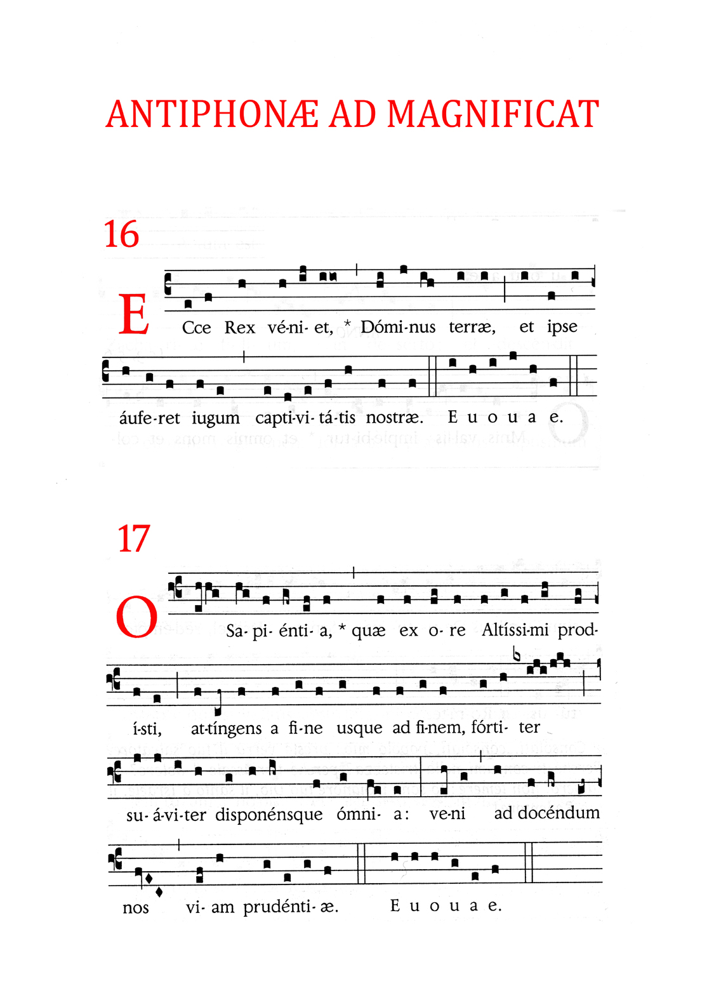 ANTIPHONÆ AD MAGNIFICAT
16
ECce Rex vé-ni- et, * Dómi-nus terræ, et ipse
áufe-ret iugum capti-vi-tá-tis nostræ. E u o u a e.
17
O Sa- pi- énti- a, * quæ ex o- re Altíssi-mi prod-
í-sti, at-tíngens a fi-ne usque ad fi-nem, fórti- ter
su- á-vi-ter disponénsque ómni- a: ve-ni ad docéndum
nos vi- am prudénti- æ. E u o u a e.